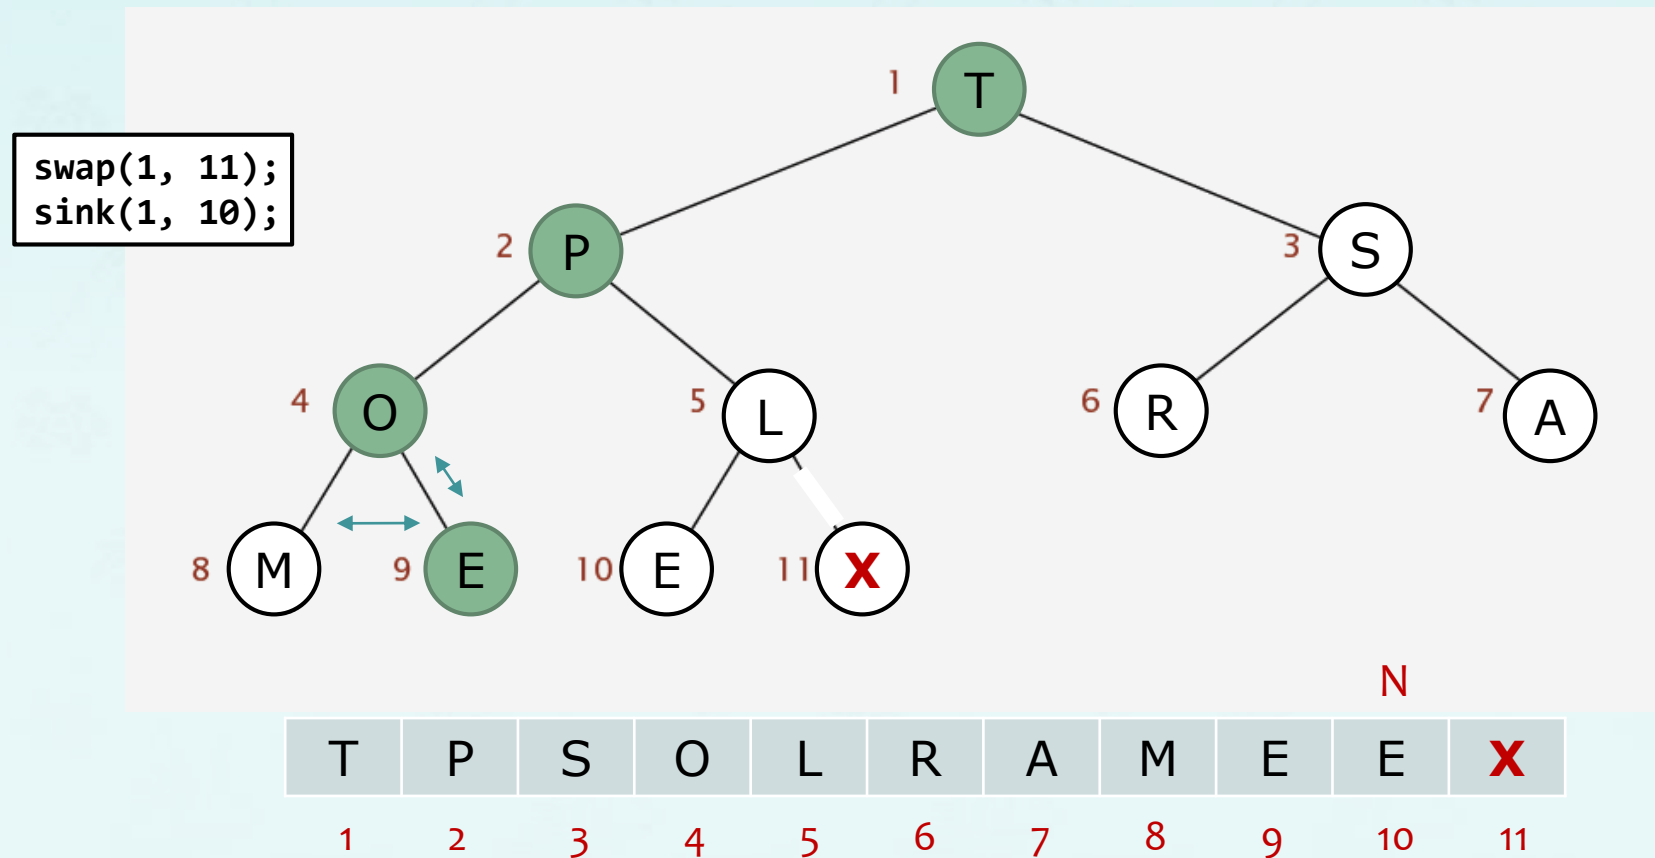 swap(1, 11);
sink(1, 10);
1 T
2 P 3 S
4 O 5 L 6 R 7 A
8 M 9 E 10 E 11 X
N
T P S O L R A M E E X
1 2 3 4 5 6 7 8 9 10 11